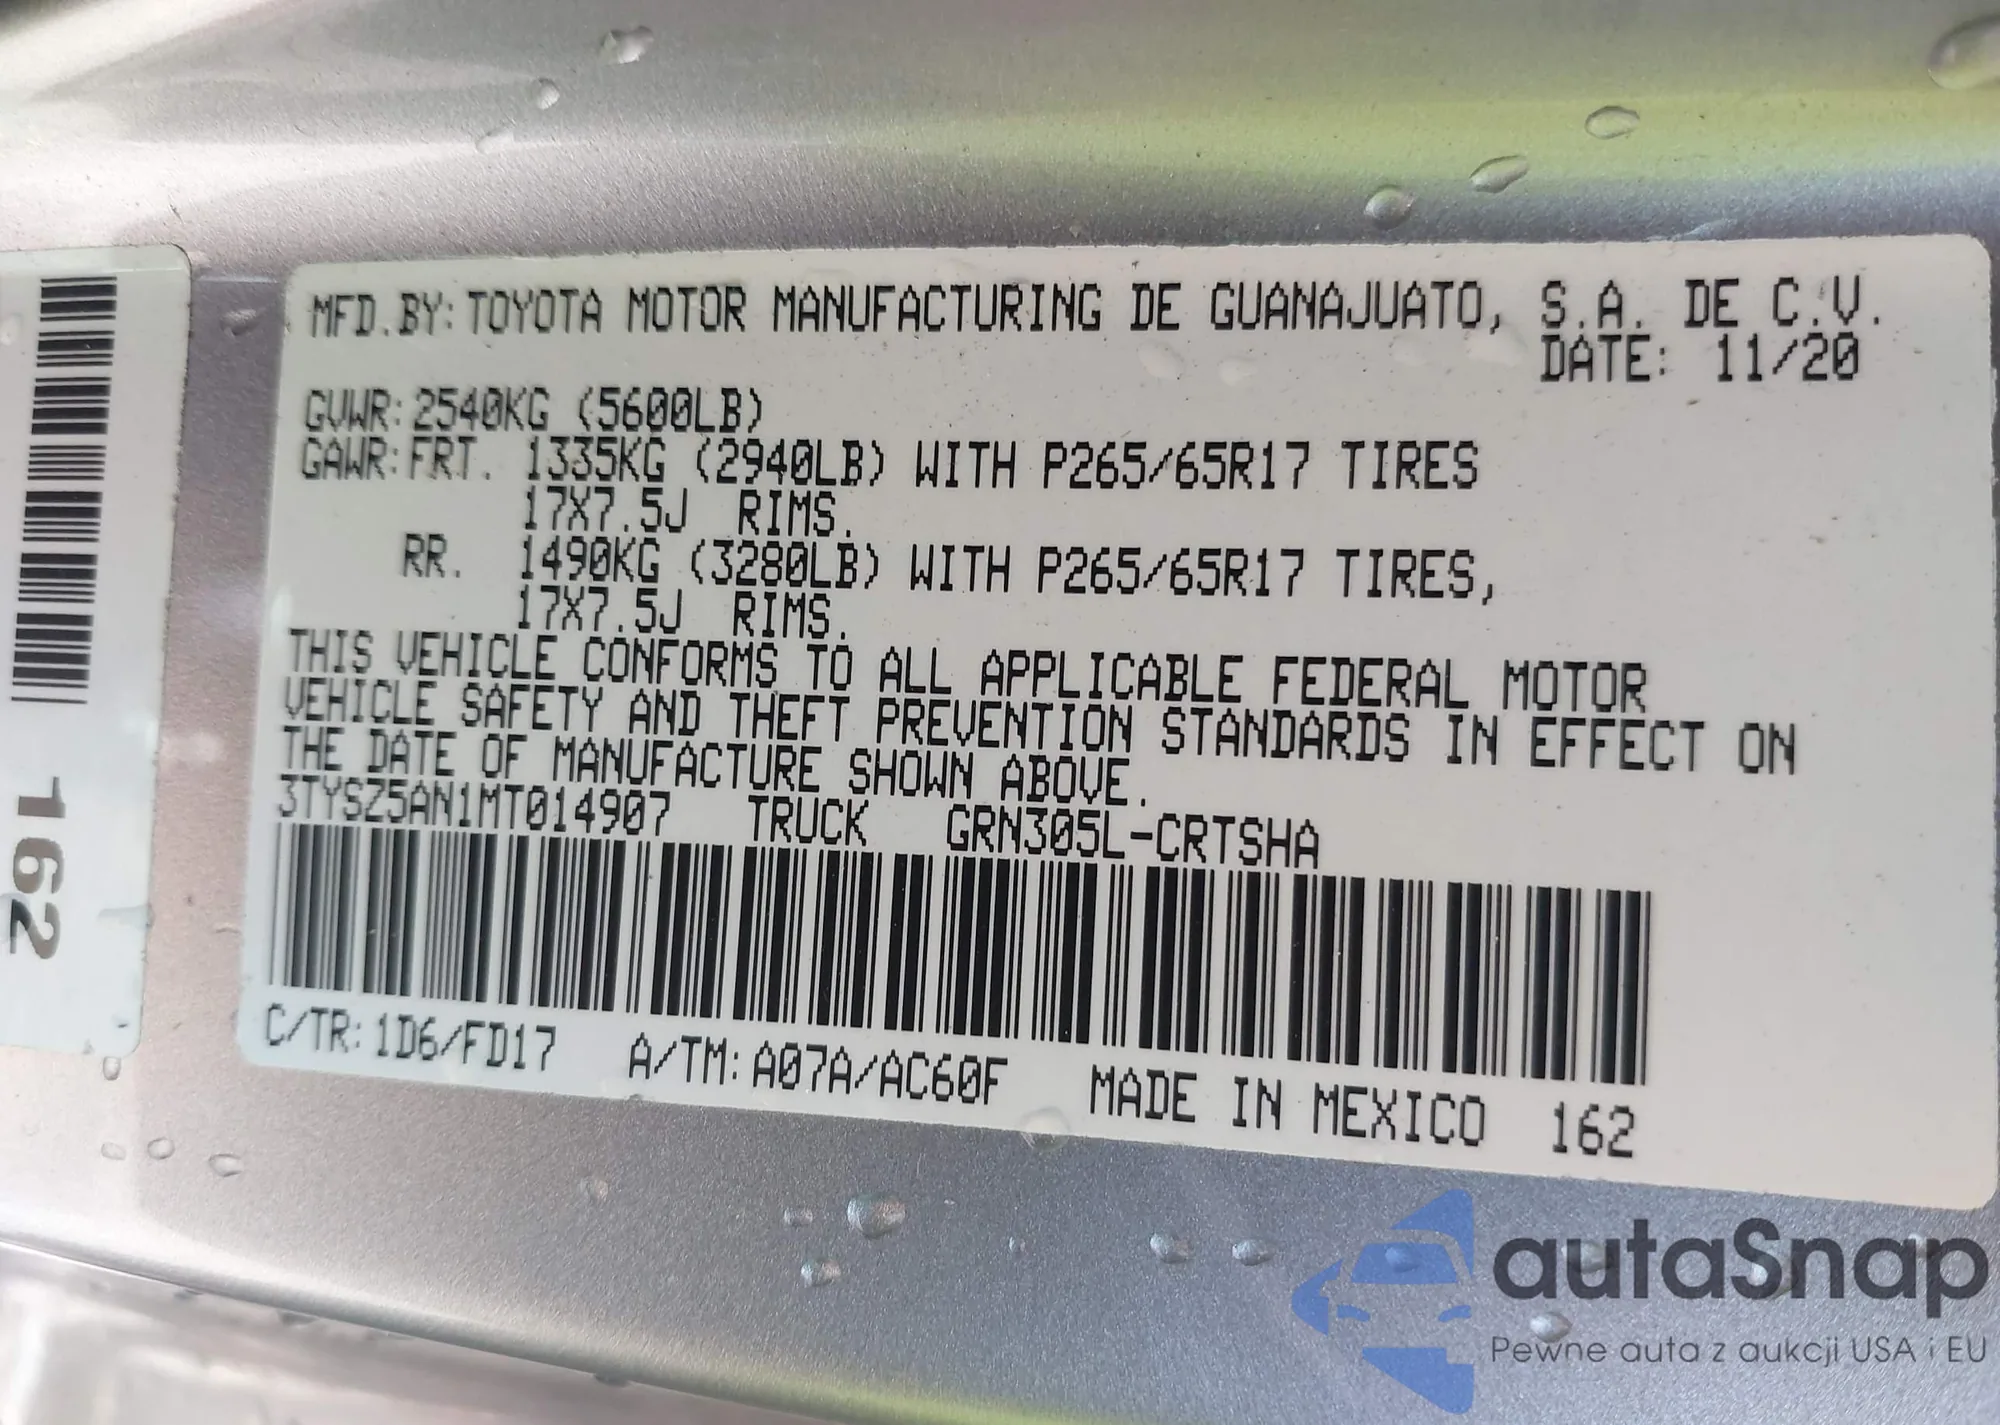 MFD.BY: TOYOTA MOTOR MANUFACTURING DE GUANAJUATO, S.A. DE C.V.
DATE: 11/20
GVWR: 2540KG (5600LB)
GAWR: FRT. 1335KG (2940LB) WITH P265/65R17 TIRES
17X7.5J RIMS.
RR. 1490KG (3280LB) WITH P265/65R17 TIRES,
17X7.5J RIMS.
THIS VEHICLE CONFORMS TO ALL APPLICABLE FEDERAL MOTOR
VEHICLE SAFETY AND THEFT PREVENTION STANDARDS IN EFFECT ON
THE DATE OF MANUFACTURE SHOWN ABOVE.
3TYSZ5AN1MT014907 TRUCK GRN305L-CRTSHA
C/TR: 1D6/FD17 A/TM: A07A/AC60F MADE IN MEXICO 162
162
autaSnap
Pewne auta z aukcji USA i EU